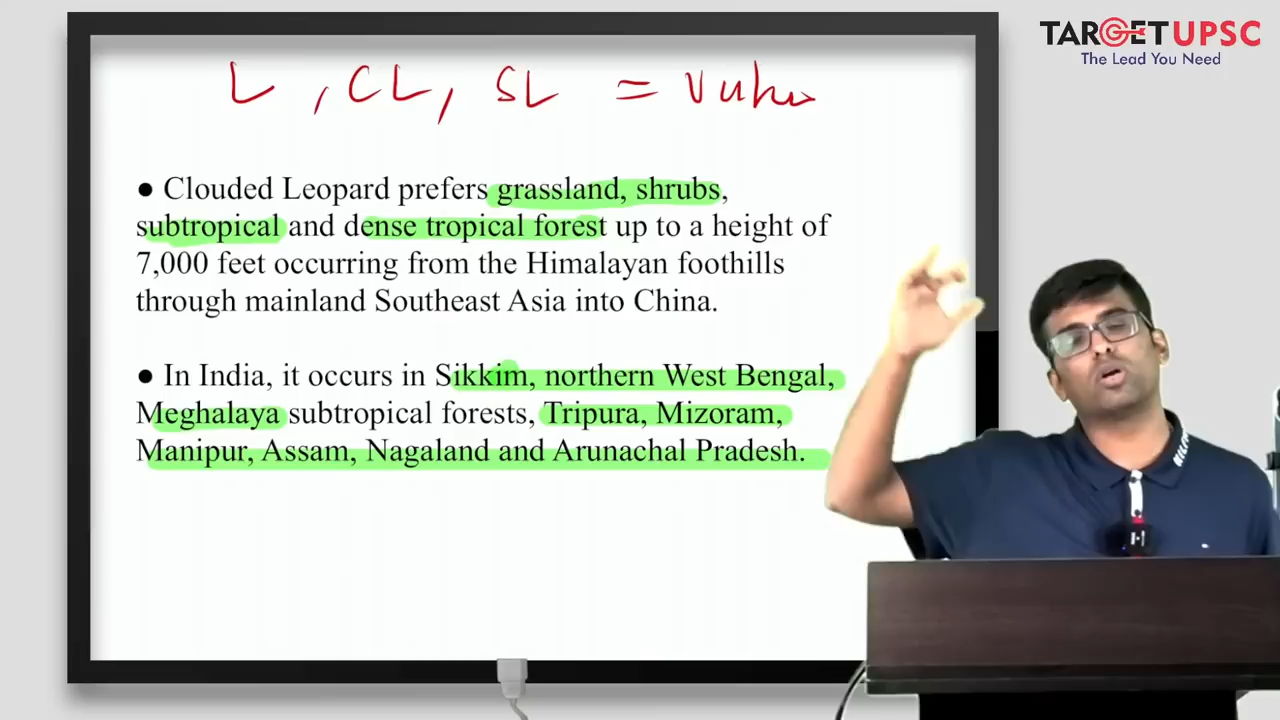 TARGET UPSC
The Lead You Need
L, CL, SL =
● Clouded Leopard prefers grassland, shrubs,
subtropical and dense tropical forest up to a height of
7,000 feet occurring from the Himalayan foothills
through mainland Southeast Asia into China.
● In India, it occurs in Sikkim, northern West Bengal,
Meghalaya subtropical forests, Tripura, Mizoram,
Manipur, Assam, Nagaland and Arunachal Pradesh.